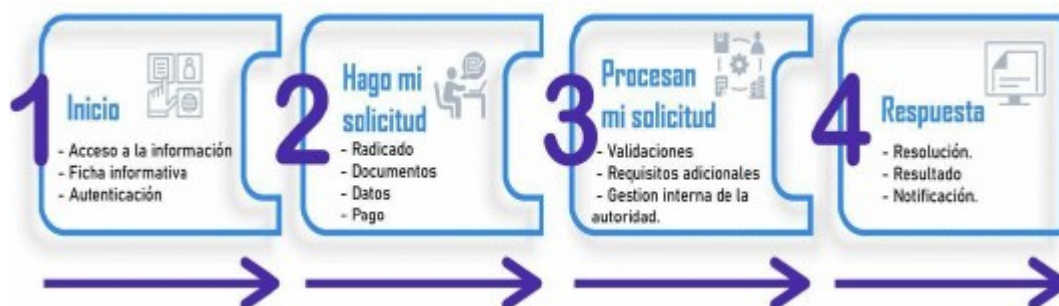 1
Inicio
- Acceso a la información
- Ficha informativa
- Autenticación
2
Hago mi
solicitud
- Radicado
- Documentos
- Datos
- Pago
3
Procesan
mi solicitud
- Validaciones
- Requisitos adicionales
- Gestion interna de la
autoridad.
4
Respuesta
- Resolución.
- Resultado
- Notificación.